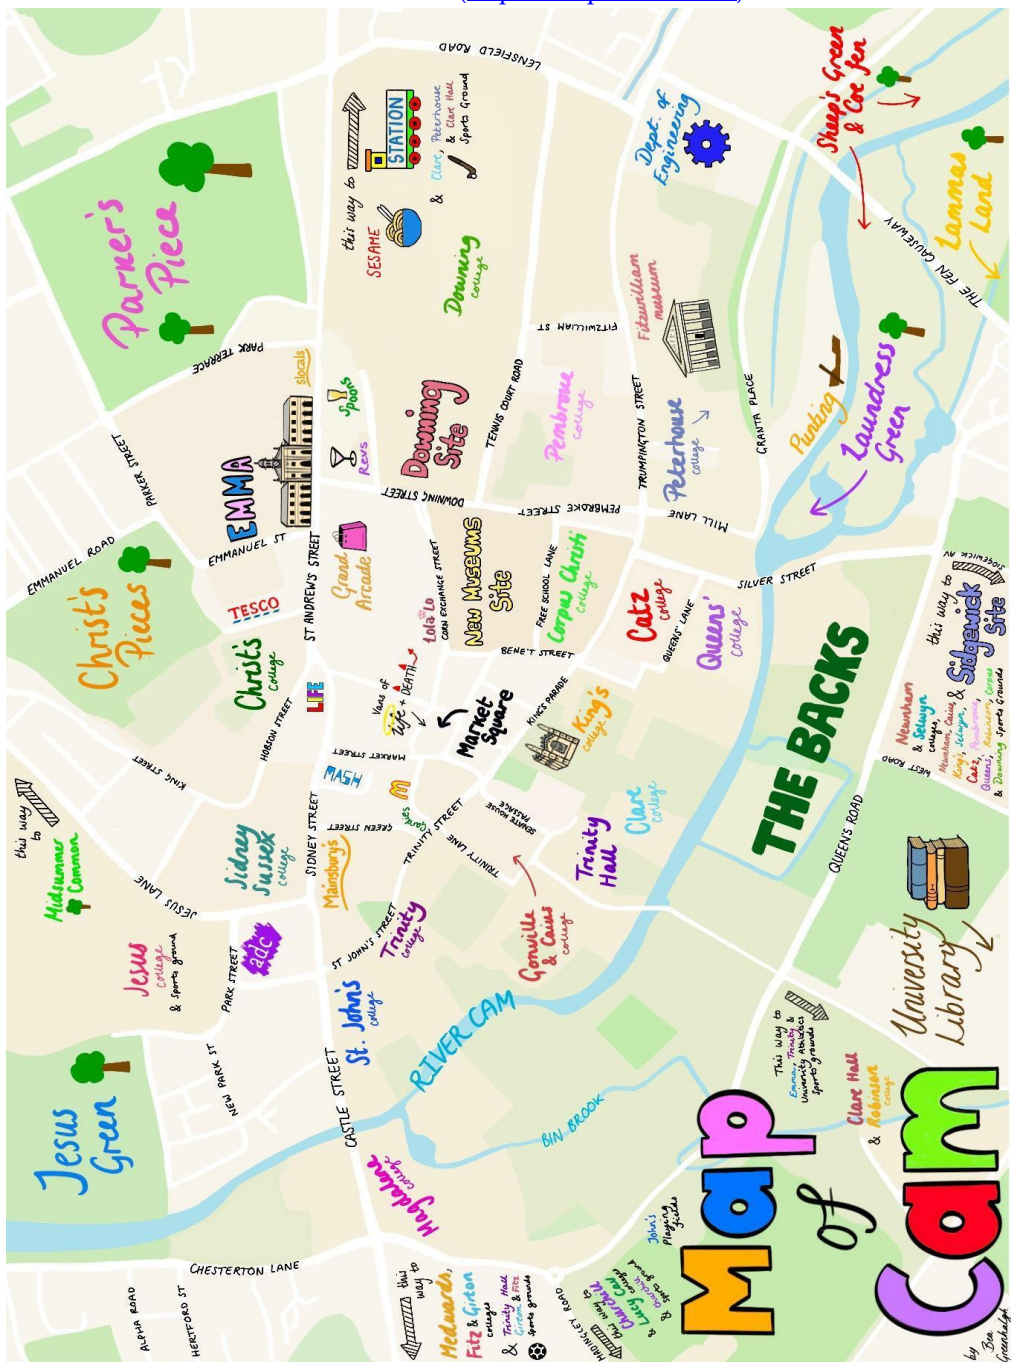 Jesus
Green
Midsummer
Common
this way
to
Christ's
Pieces
Parker's
Piece
EMMANUEL ROAD
PARKER STREET
PARK TERRACE
KING STREET
JESUS LANE
Jesus
college
& sports ground
PARK STREET
NEW PARK ST
adc
ALPHA ROAD
HERTFORD ST
CHESTERTON LANE
Sidney
Sussex
college
HOBSON STREET
Christ's
college
TESCO
EMMANUEL ST
EMMA
slocals
CASTLE STREET
ST JOHN'S STREET
SIDNEY STREET
ST ANDREW'S STREET
Mainsbury's
GREEN STREET
HSVM
MARKET STREET
LIFE
Grand
Arcade
Revs
Spoons
this way to
STATION
SESAME
& Clare, Peterhouse
& Clare Hall
Sports Ground
LENSFIELD ROAD
Magdalene
college
St. John's
college
Trinity
college
Gardies
TRINITY STREET
TRINITY LANE
SENATE HOUSE
PASSAGE
Vans of
life + DEATH
Market
Square
Lola Lo
CORN EXCHANGE STREET
New Museums
Site
DOWNING STREET
Downing
Site
Downing
college
TENNIS COURT ROAD
FITZWILLIAM ST
this way to
Medwards,
Fitz & Girton
colleges
& Trinity Hall
Girton & Fitz
Sports grounds
RIVER CAM
BIN BROOK
Gonville
& Caius
college
Trinity
Hall
Clare
college
King's
college
KING'S PARADE
BENE'T STREET
FREE SCHOOL LANE
Corpus Christi
college
PEMBROKE STREET
Pembroke
college
TRUMPINGTON STREET
Fitzwilliam
museum
Dept. of
Engineering
Catz
college
QUEENS' LANE
Queens'
college
SILVER STREET
MILL LANE
Peterhouse
college
GRANTA PLACE
MADINGLEY ROAD
this way to
Churchill
& Lucy Cav
colleges
& Churchill
sports ground
John's
Playing
fields
THE BACKS
QUEEN'S ROAD
Punting
Laundress
Green
Sheep's Green
& Coe fen
THE FEN CAUSEWAY
Lammas
Land
Map
of
Cam
by Bea
Greenhalgh
This way to
Emma, Trinity &
University Athletics
Sports grounds
Clare Hall
& Robinson
college
University
Library
WEST ROAD
Newnham
& Selwyn
colleges,
Newnham, Caius,
King's, Selwyn,
Catz, Pembroke,
Queens, Robinson, Corpus
& Downing Sports Grounds
this way to
& Sidgewick
Site
SIDGEWICK AV